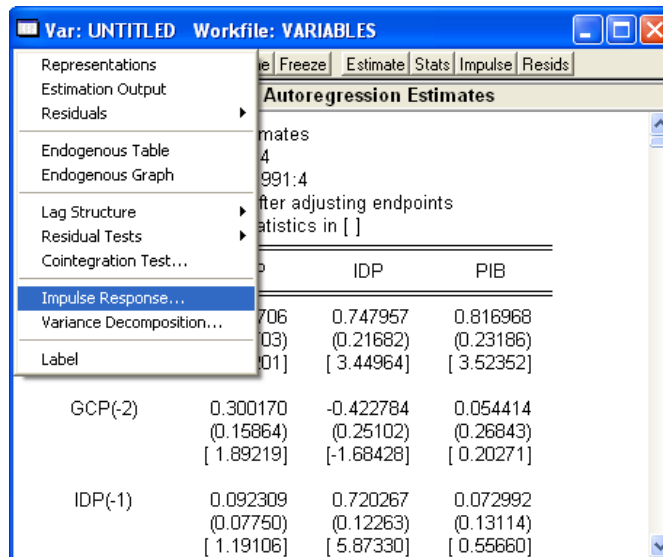 Var: UNTITLED Workfile: VARIABLES
Freeze Estimate Stats Impulse Resids
Autoregression Estimates
Representations
Estimation Output
Residuals
Endogenous Table
Endogenous Graph
Lag Structure
Residual Tests
Cointegration Test...
Impulse Response...
Variance Decomposition...
Label
mates
4
991:4
fter adjusting endpoints
atistics in [ ]
IDP PIB
706 0.747957 0.816968
03) (0.21682) (0.23186)
201] [ 3.44964] [ 3.52352]
GCP(-2) 0.300170 -0.422784 0.054414
(0.15864) (0.25102) (0.26843)
[ 1.89219] [-1.68428] [ 0.20271]
IDP(-1) 0.092309 0.720267 0.072992
(0.07750) (0.12263) (0.13114)
[ 1.19106] [ 5.87330] [ 0.55660]